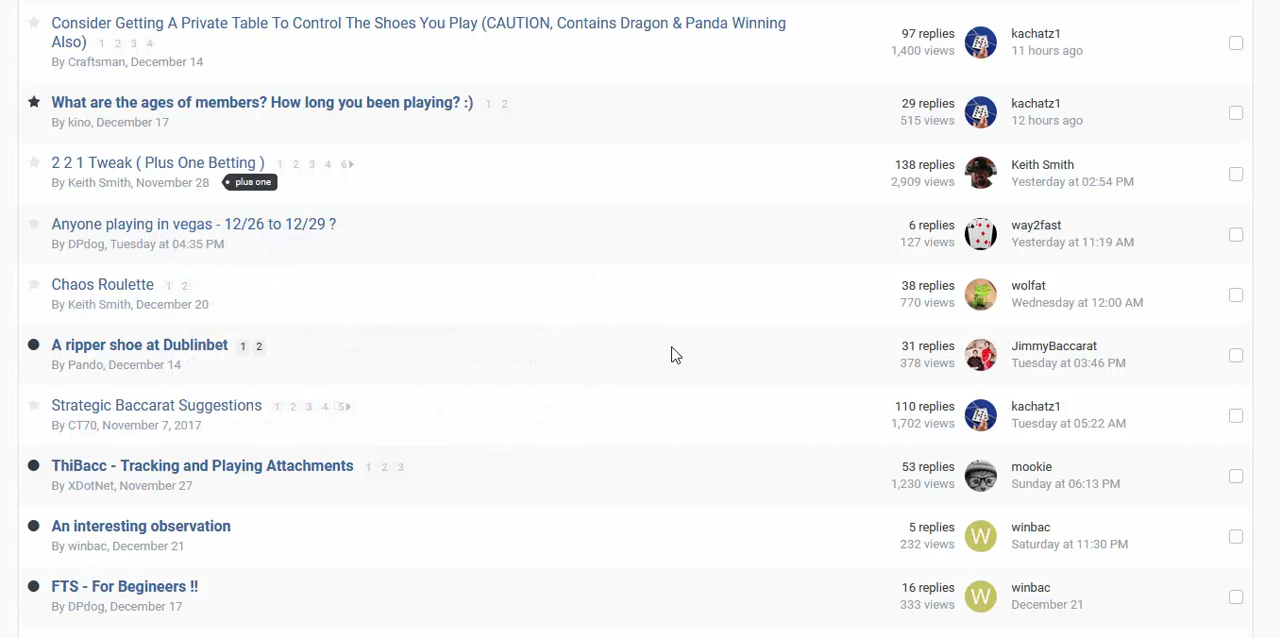 Consider Getting A Private Table To Control The Shoes You Play (CAUTION, Contains Dragon & Panda Winning
Also) 1 2 3 4
By Craftsman, December 14
97 replies
1,400 views
kachatz1
11 hours ago
What are the ages of members? How long you been playing? :) 1 2
By kino, December 17
29 replies
515 views
kachatz1
12 hours ago
2 2 1 Tweak ( Plus One Betting ) 1 2 3 4 6
By Keith Smith, November 28 plus one
138 replies
2,909 views
Keith Smith
Yesterday at 02:54 PM
Anyone playing in vegas - 12/26 to 12/29 ?
By DPdog, Tuesday at 04:35 PM
6 replies
127 views
way2fast
Yesterday at 11:19 AM
Chaos Roulette 1 2
By Keith Smith, December 20
38 replies
770 views
wolfat
Wednesday at 12:00 AM
A ripper shoe at Dublinbet 1 2
By Pando, December 14
31 replies
378 views
JimmyBaccarat
Tuesday at 03:46 PM
Strategic Baccarat Suggestions 1 2 3 4 5
By CT70, November 7, 2017
110 replies
1,702 views
kachatz1
Tuesday at 05:22 AM
ThiBacc - Tracking and Playing Attachments 1 2 3
By XDotNet, November 27
53 replies
1,230 views
mookie
Sunday at 06:13 PM
An interesting observation
By winbac, December 21
5 replies
232 views
W
winbac
Saturday at 11:30 PM
FTS - For Begineers !!
By DPdog, December 17
16 replies
333 views
W
winbac
December 21